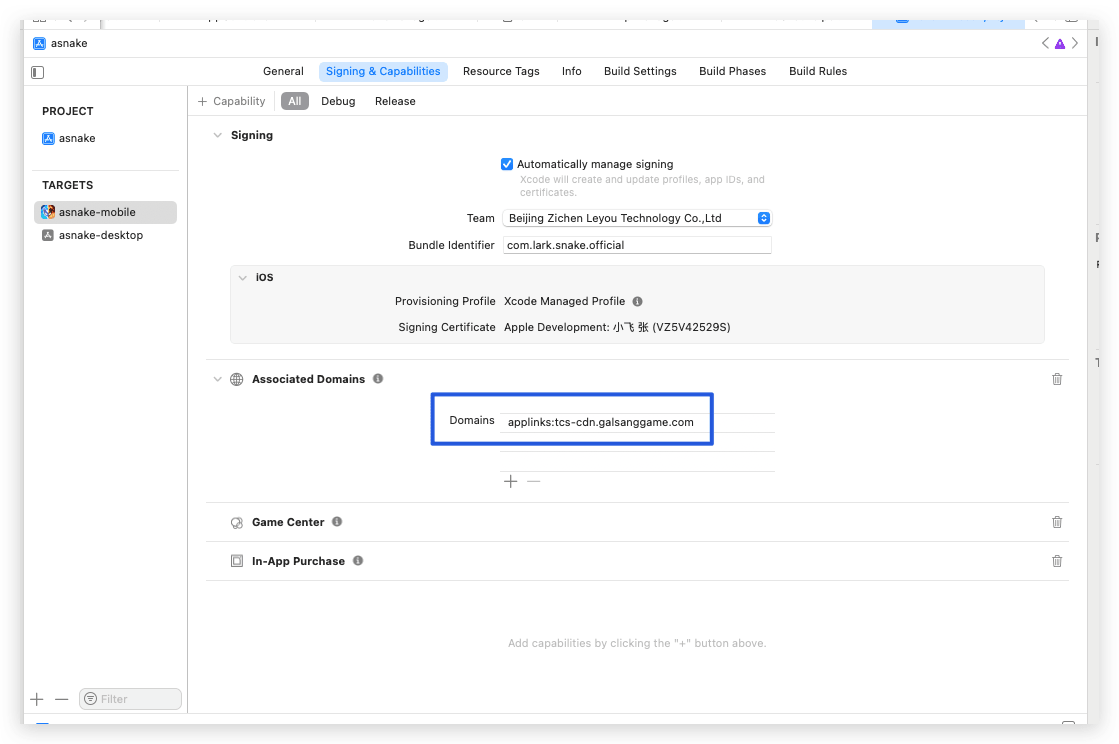 asnake
General Signing & Capabilities Resource Tags Info Build Settings Build Phases Build Rules
+ Capability All Debug Release
PROJECT
asnake
TARGETS
asnake-mobile
asnake-desktop
Signing
Automatically manage signing
Xcode will create and update profiles, app IDs, and
certificates.
Team Beijing Zichen Leyou Technology Co.,Ltd
Bundle Identifier com.lark.snake.official
iOS
Provisioning Profile Xcode Managed Profile
Signing Certificate Apple Development: 小飞 张 (VZ5V42529S)
Associated Domains
Domains applinks:tcs-cdn.galsanggame.com
Game Center
In-App Purchase
Add capabilities by clicking the "+" button above.
Filter